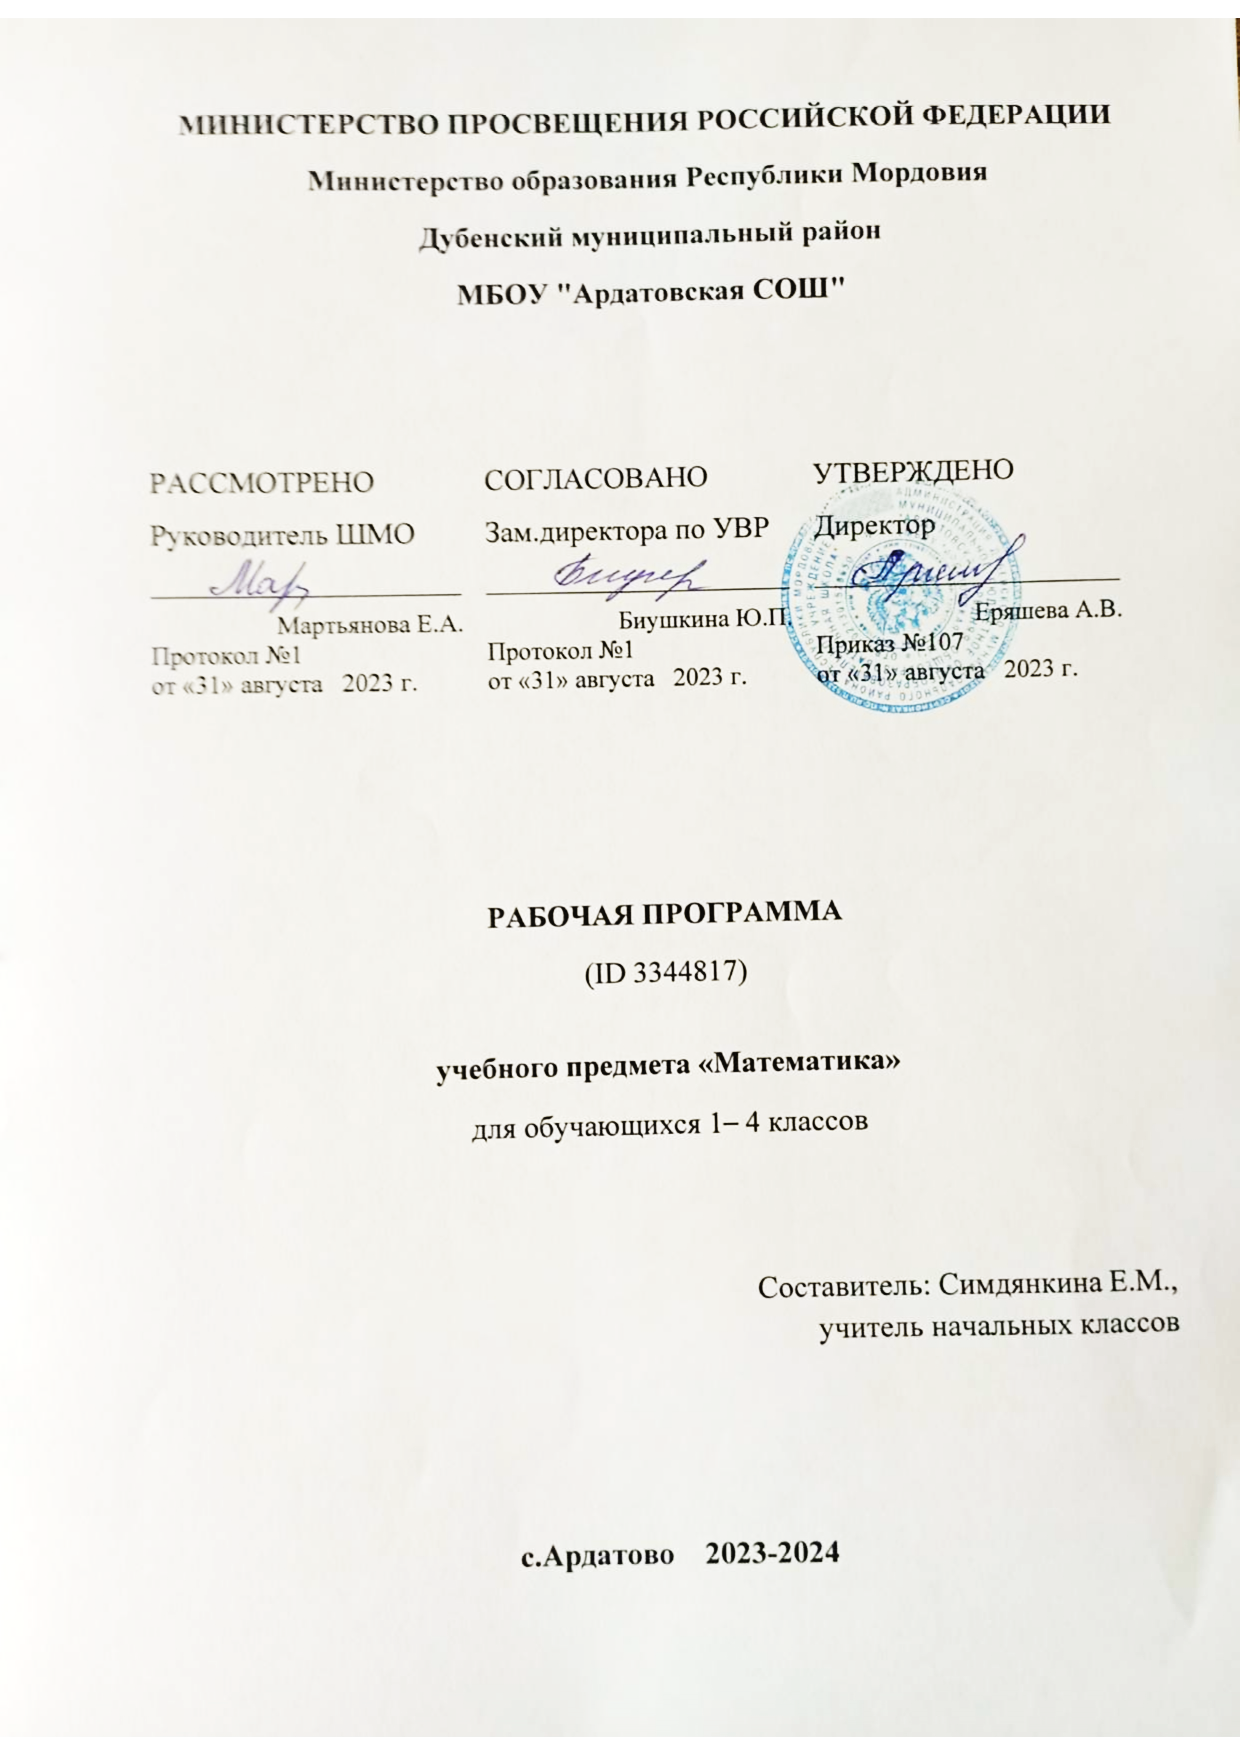 МИНИСТЕРСТВО ПРОСВЕЩЕНИЯ РОССИЙСКОЙ ФЕДЕРАЦИИ
Министерство образования Республики Мордовия
Дубенский муниципальный район
МБОУ "Ардатовская СОШ"
РАССМОТРЕНО
Руководитель ШМО
Мартьянова Е.А.
Протокол №1
от «31» августа 2023 г.
СОГЛАСОВАНО
Зам.директора по УВР
Биушкина Ю.П.
Протокол №1
от «31» августа 2023 г.
УТВЕРЖДЕНО
Директор
Еряшева А.В.
Приказ №107
от «31» августа 2023 г.
РАБОЧАЯ ПРОГРАММА
(ID 3344817)
учебного предмета «Математика»
для обучающихся 1– 4 классов
Составитель: Симдянкина Е.М.,
учитель начальных классов
с.Ардатово 2023-2024